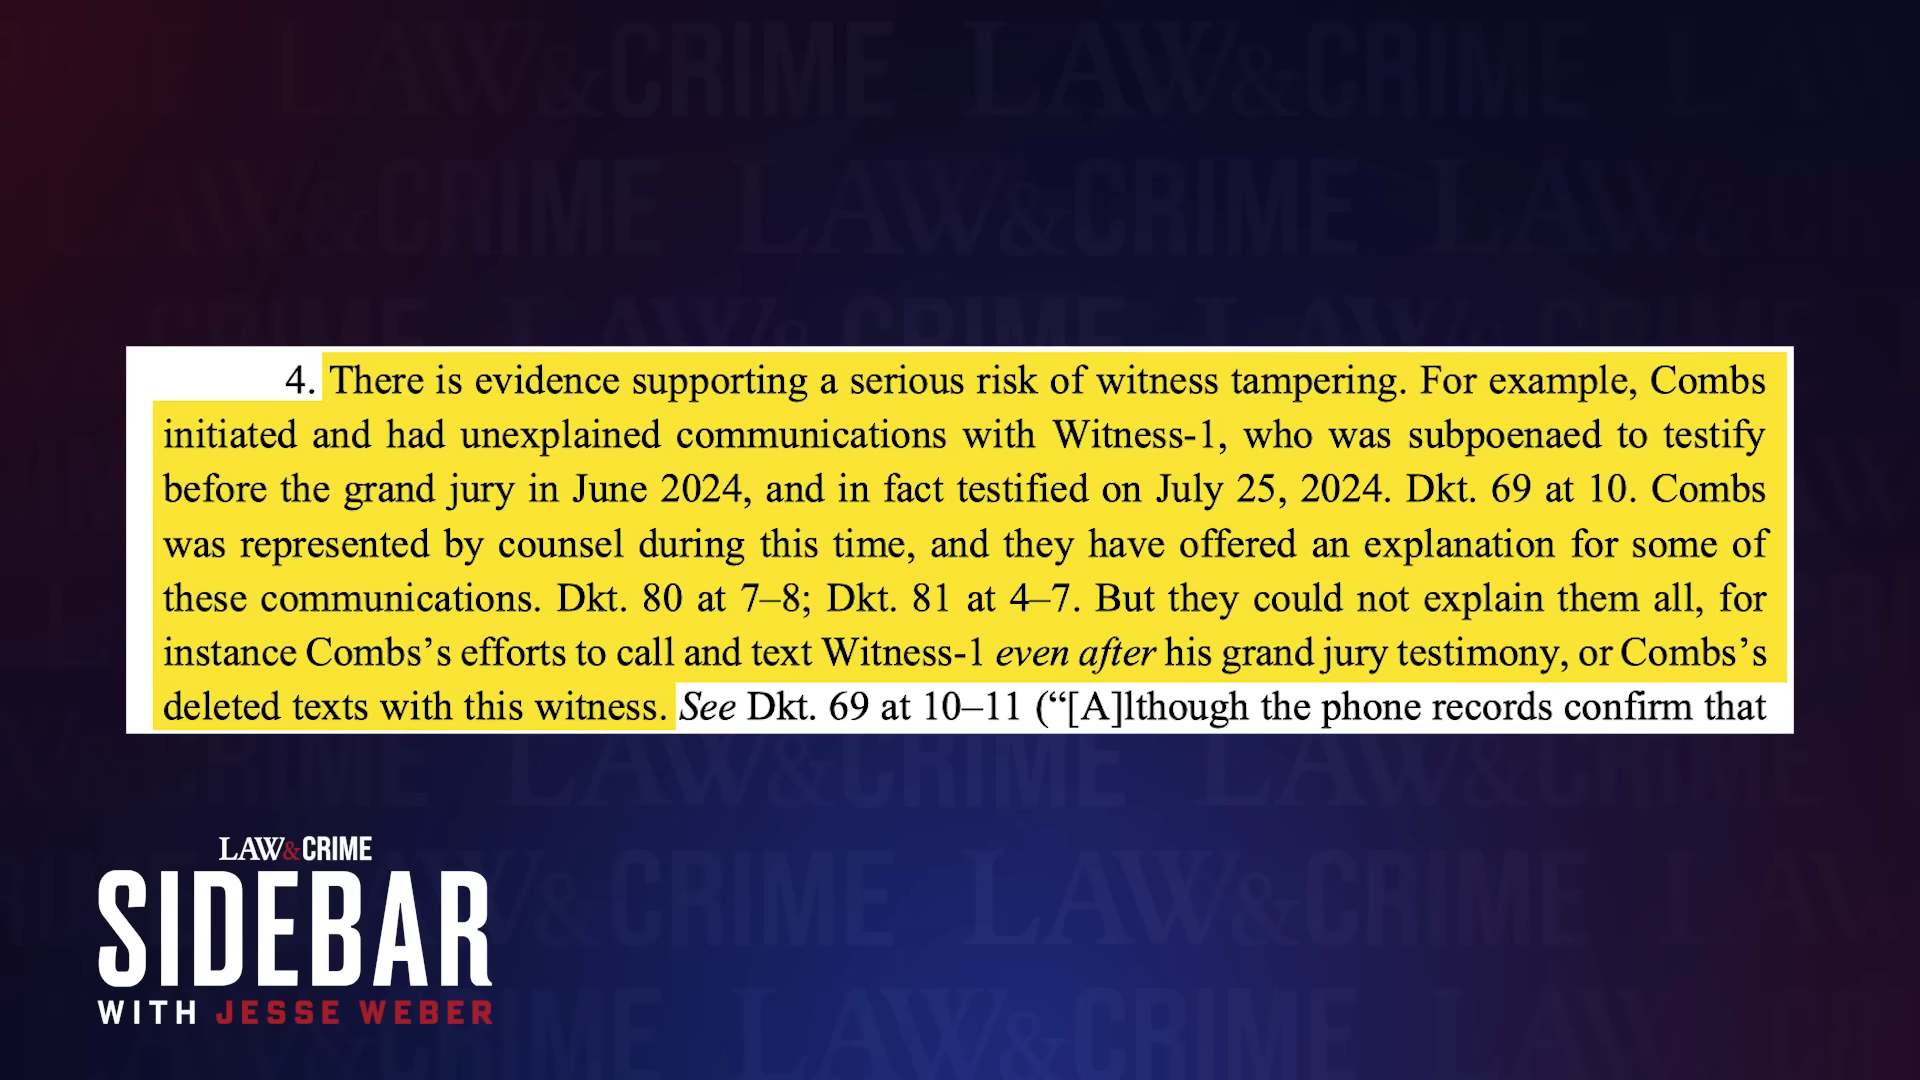 4. There is evidence supporting a serious risk of witness tampering. For example, Combs
initiated and had unexplained communications with Witness-1, who was subpoenaed to testify
before the grand jury in June 2024, and in fact testified on July 25, 2024. Dkt. 69 at 10. Combs
was represented by counsel during this time, and they have offered an explanation for some of
these communications. Dkt. 80 at 7–8; Dkt. 81 at 4–7. But they could not explain them all, for
instance Combs’s efforts to call and text Witness-1 even after his grand jury testimony, or Combs’s
deleted texts with this witness. See Dkt. 69 at 10–11 (“[A]lthough the phone records confirm that
LAW&CRIME
SIDEBAR
WITH JESSE WEBER